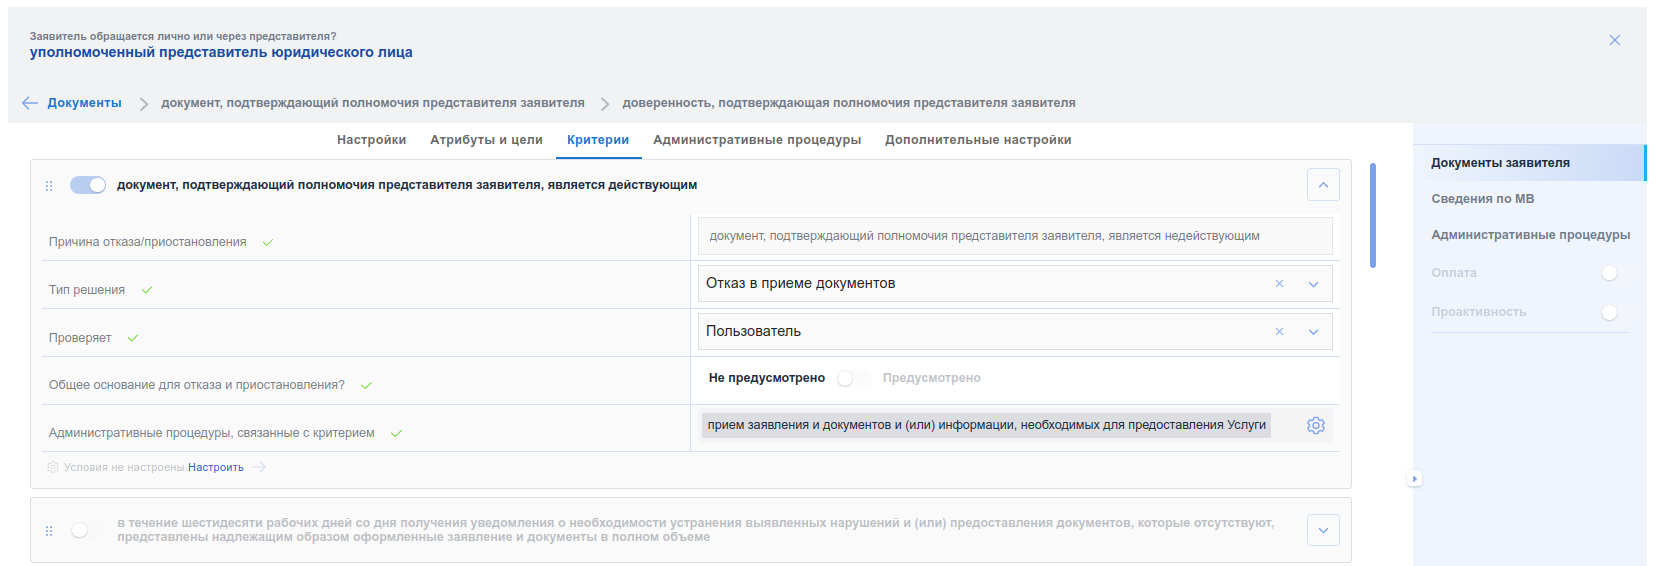 Заявитель обращается лично или через представителя?
уполномоченный представитель юридического лица
Документы документ, подтверждающий полномочия представителя заявителя доверенность, подтверждающая полномочия представителя заявителя
Настройки Атрибуты и цели Критерии Административные процедуры Дополнительные настройки
документ, подтверждающий полномочия представителя заявителя, является действующим
Причина отказа/приостановления документ, подтверждающий полномочия представителя заявителя, является недействующим
Тип решения Отказ в приеме документов
Проверяет Пользователь
Общее основание для отказа и приостановления? Не предусмотрено Предусмотрено
Административные процедуры, связанные с критерием прием заявления и документов и (или) информации, необходимых для предоставления Услуги
Условия не настроены.Настроить
в течение шестидесяти рабочих дней со дня получения уведомления о необходимости устранения выявленных нарушений и (или) предоставления документов, которые отсутствуют,
представлены надлежащим образом оформленные заявление и документы в полном объеме
Документы заявителя
Сведения по МВ
Административные процедуры
Оплата
Проактивность